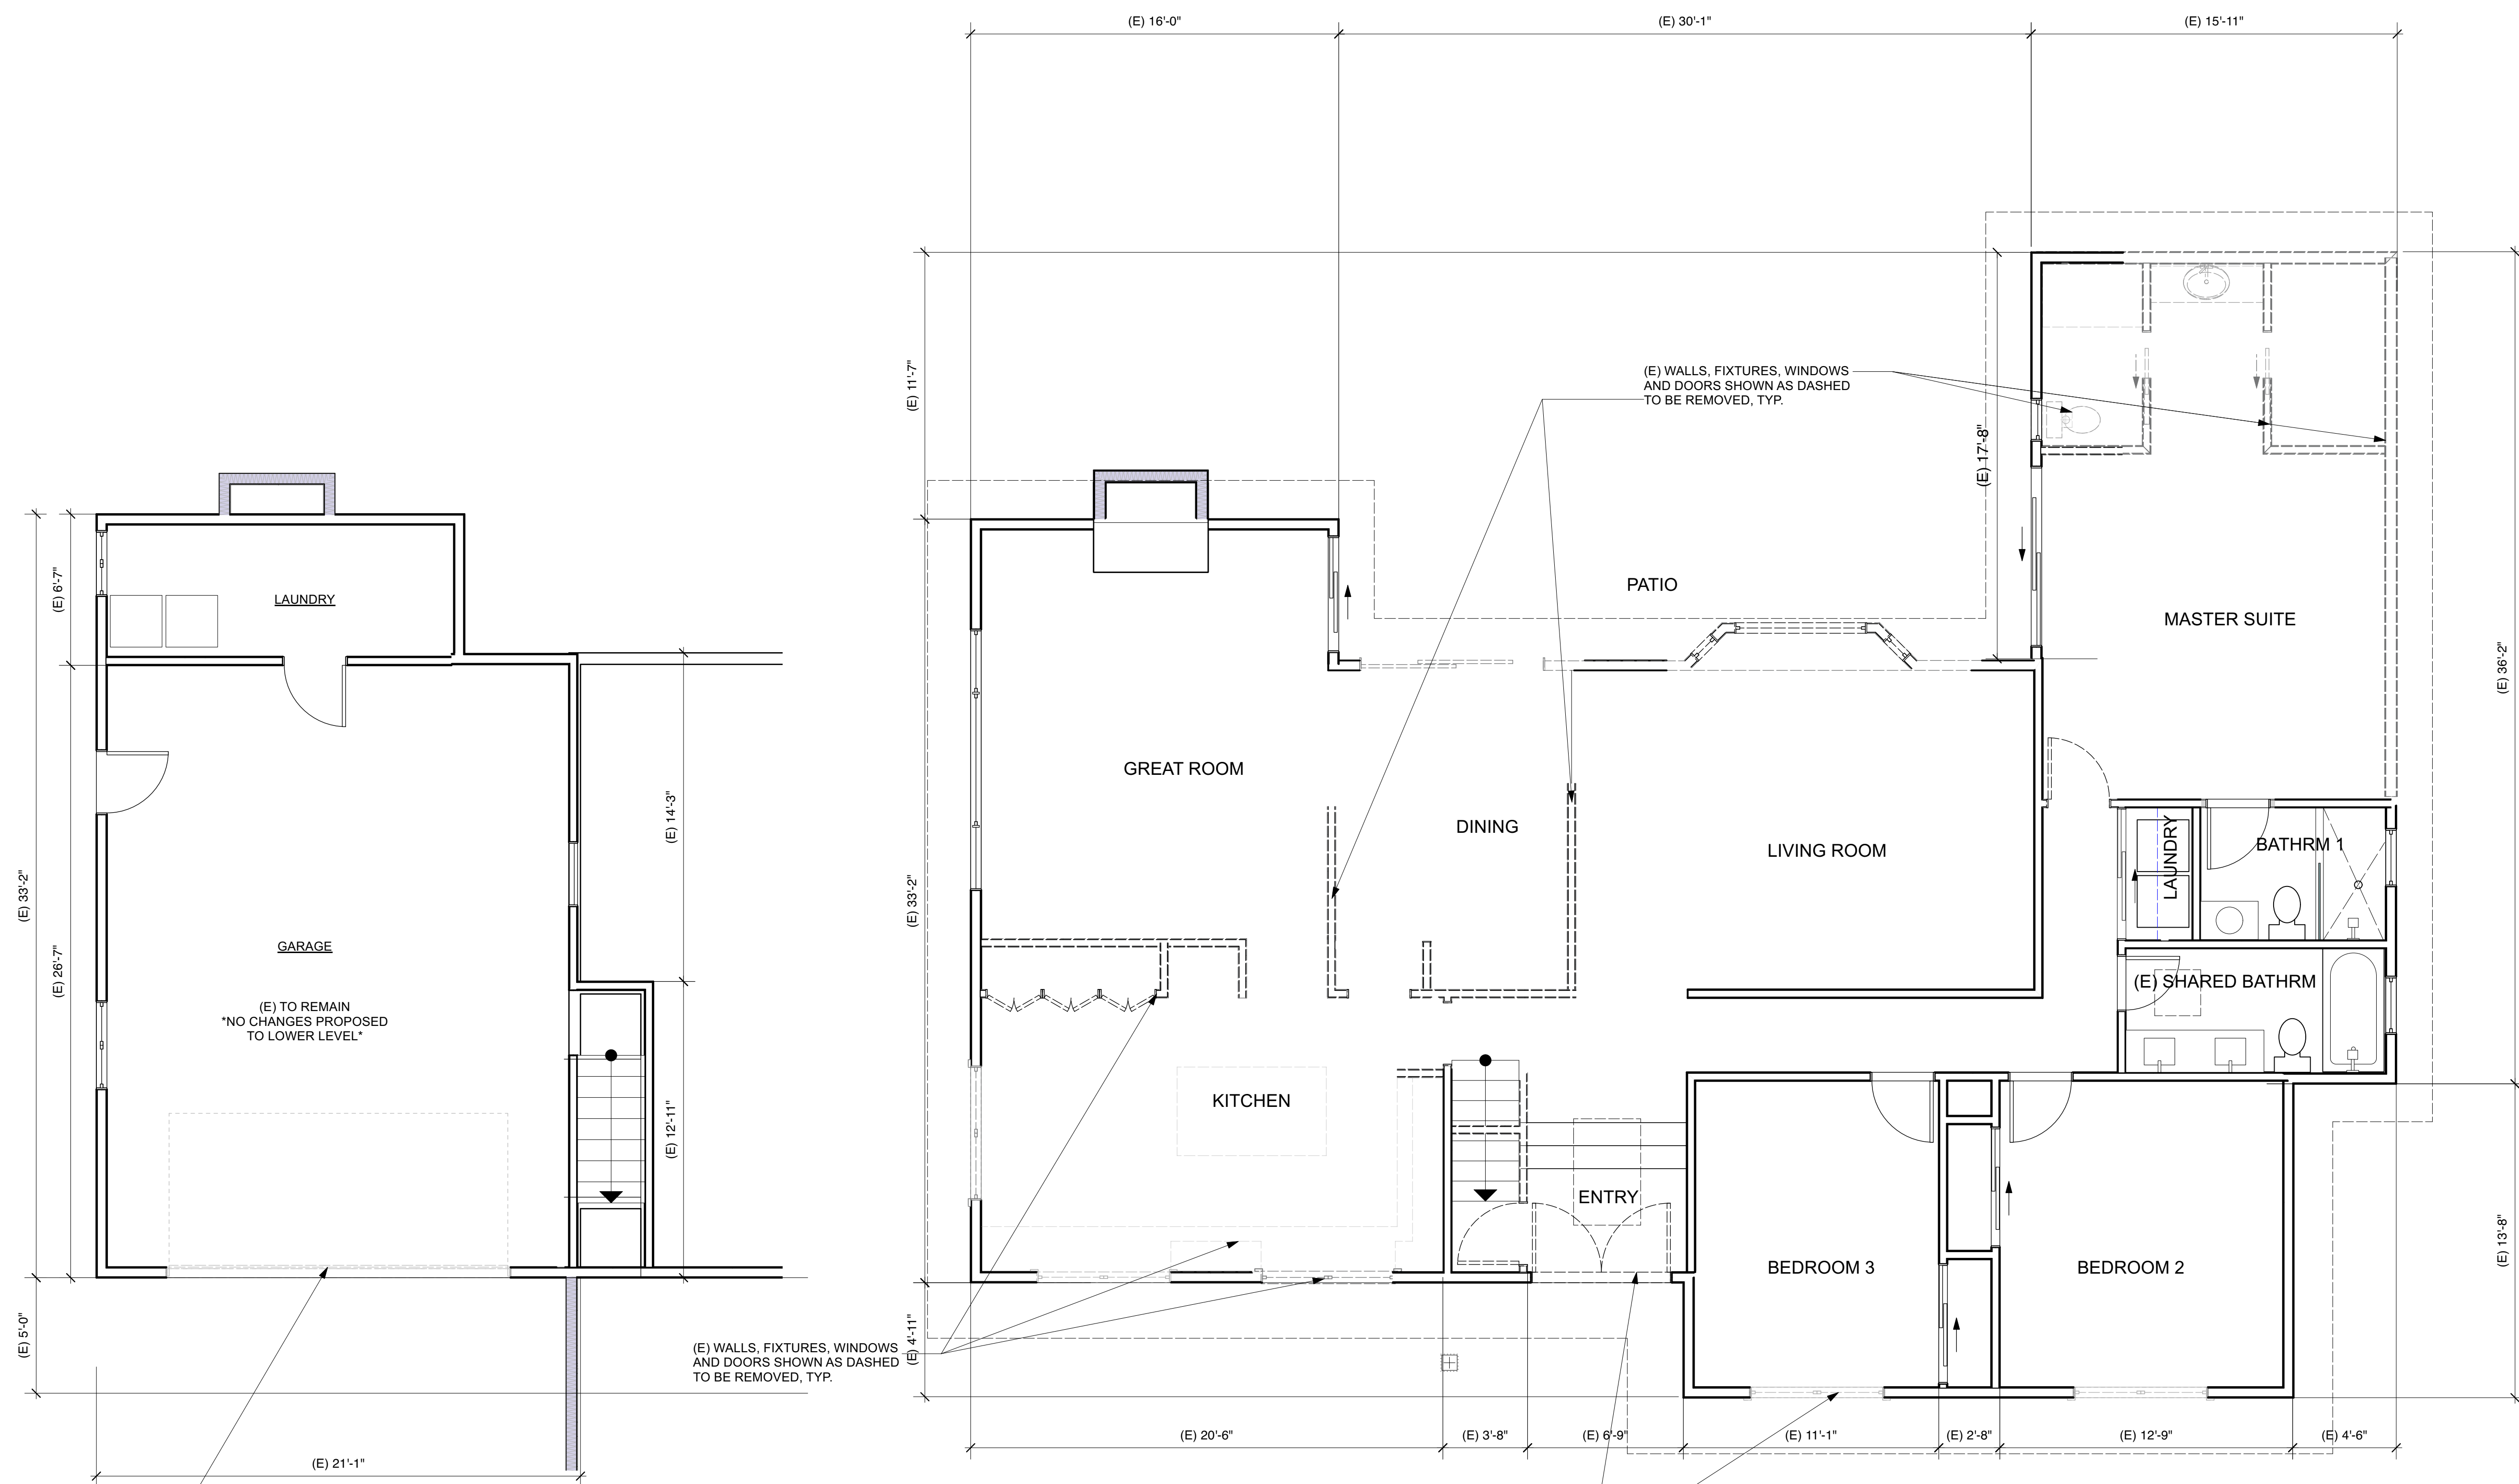 (E) 16'-0"
(E) 30'-1"
(E) 15'-11"
(E) 11'-7"
(E) WALLS, FIXTURES, WINDOWS
AND DOORS SHOWN AS DASHED
TO BE REMOVED, TYP.
(E) 17'-8"
(E) 6'-7"
LAUNDRY
PATIO
MASTER SUITE
(E) 36'-2"
GREAT ROOM
(E) 14'-3"
DINING
LIVING ROOM
LAUNDRY
BATHRM 1
(E) 33'-2"
(E) 26'-7"
GARAGE
(E) 33'-2"
(E) SHARED BATHRM
(E) TO REMAIN
*NO CHANGES PROPOSED
TO LOWER LEVEL*
(E) 12'-11"
KITCHEN
ENTRY
BEDROOM 3
BEDROOM 2
(E) 13'-8"
(E) 5'-0"
(E) WALLS, FIXTURES, WINDOWS
AND DOORS SHOWN AS DASHED
TO BE REMOVED, TYP.
(E) 4'-11"
(E) 20'-6"
(E) 3'-8"
(E) 6'-9"
(E) 11'-1"
(E) 2'-8"
(E) 12'-9"
(E) 4'-6"
(E) 21'-1"